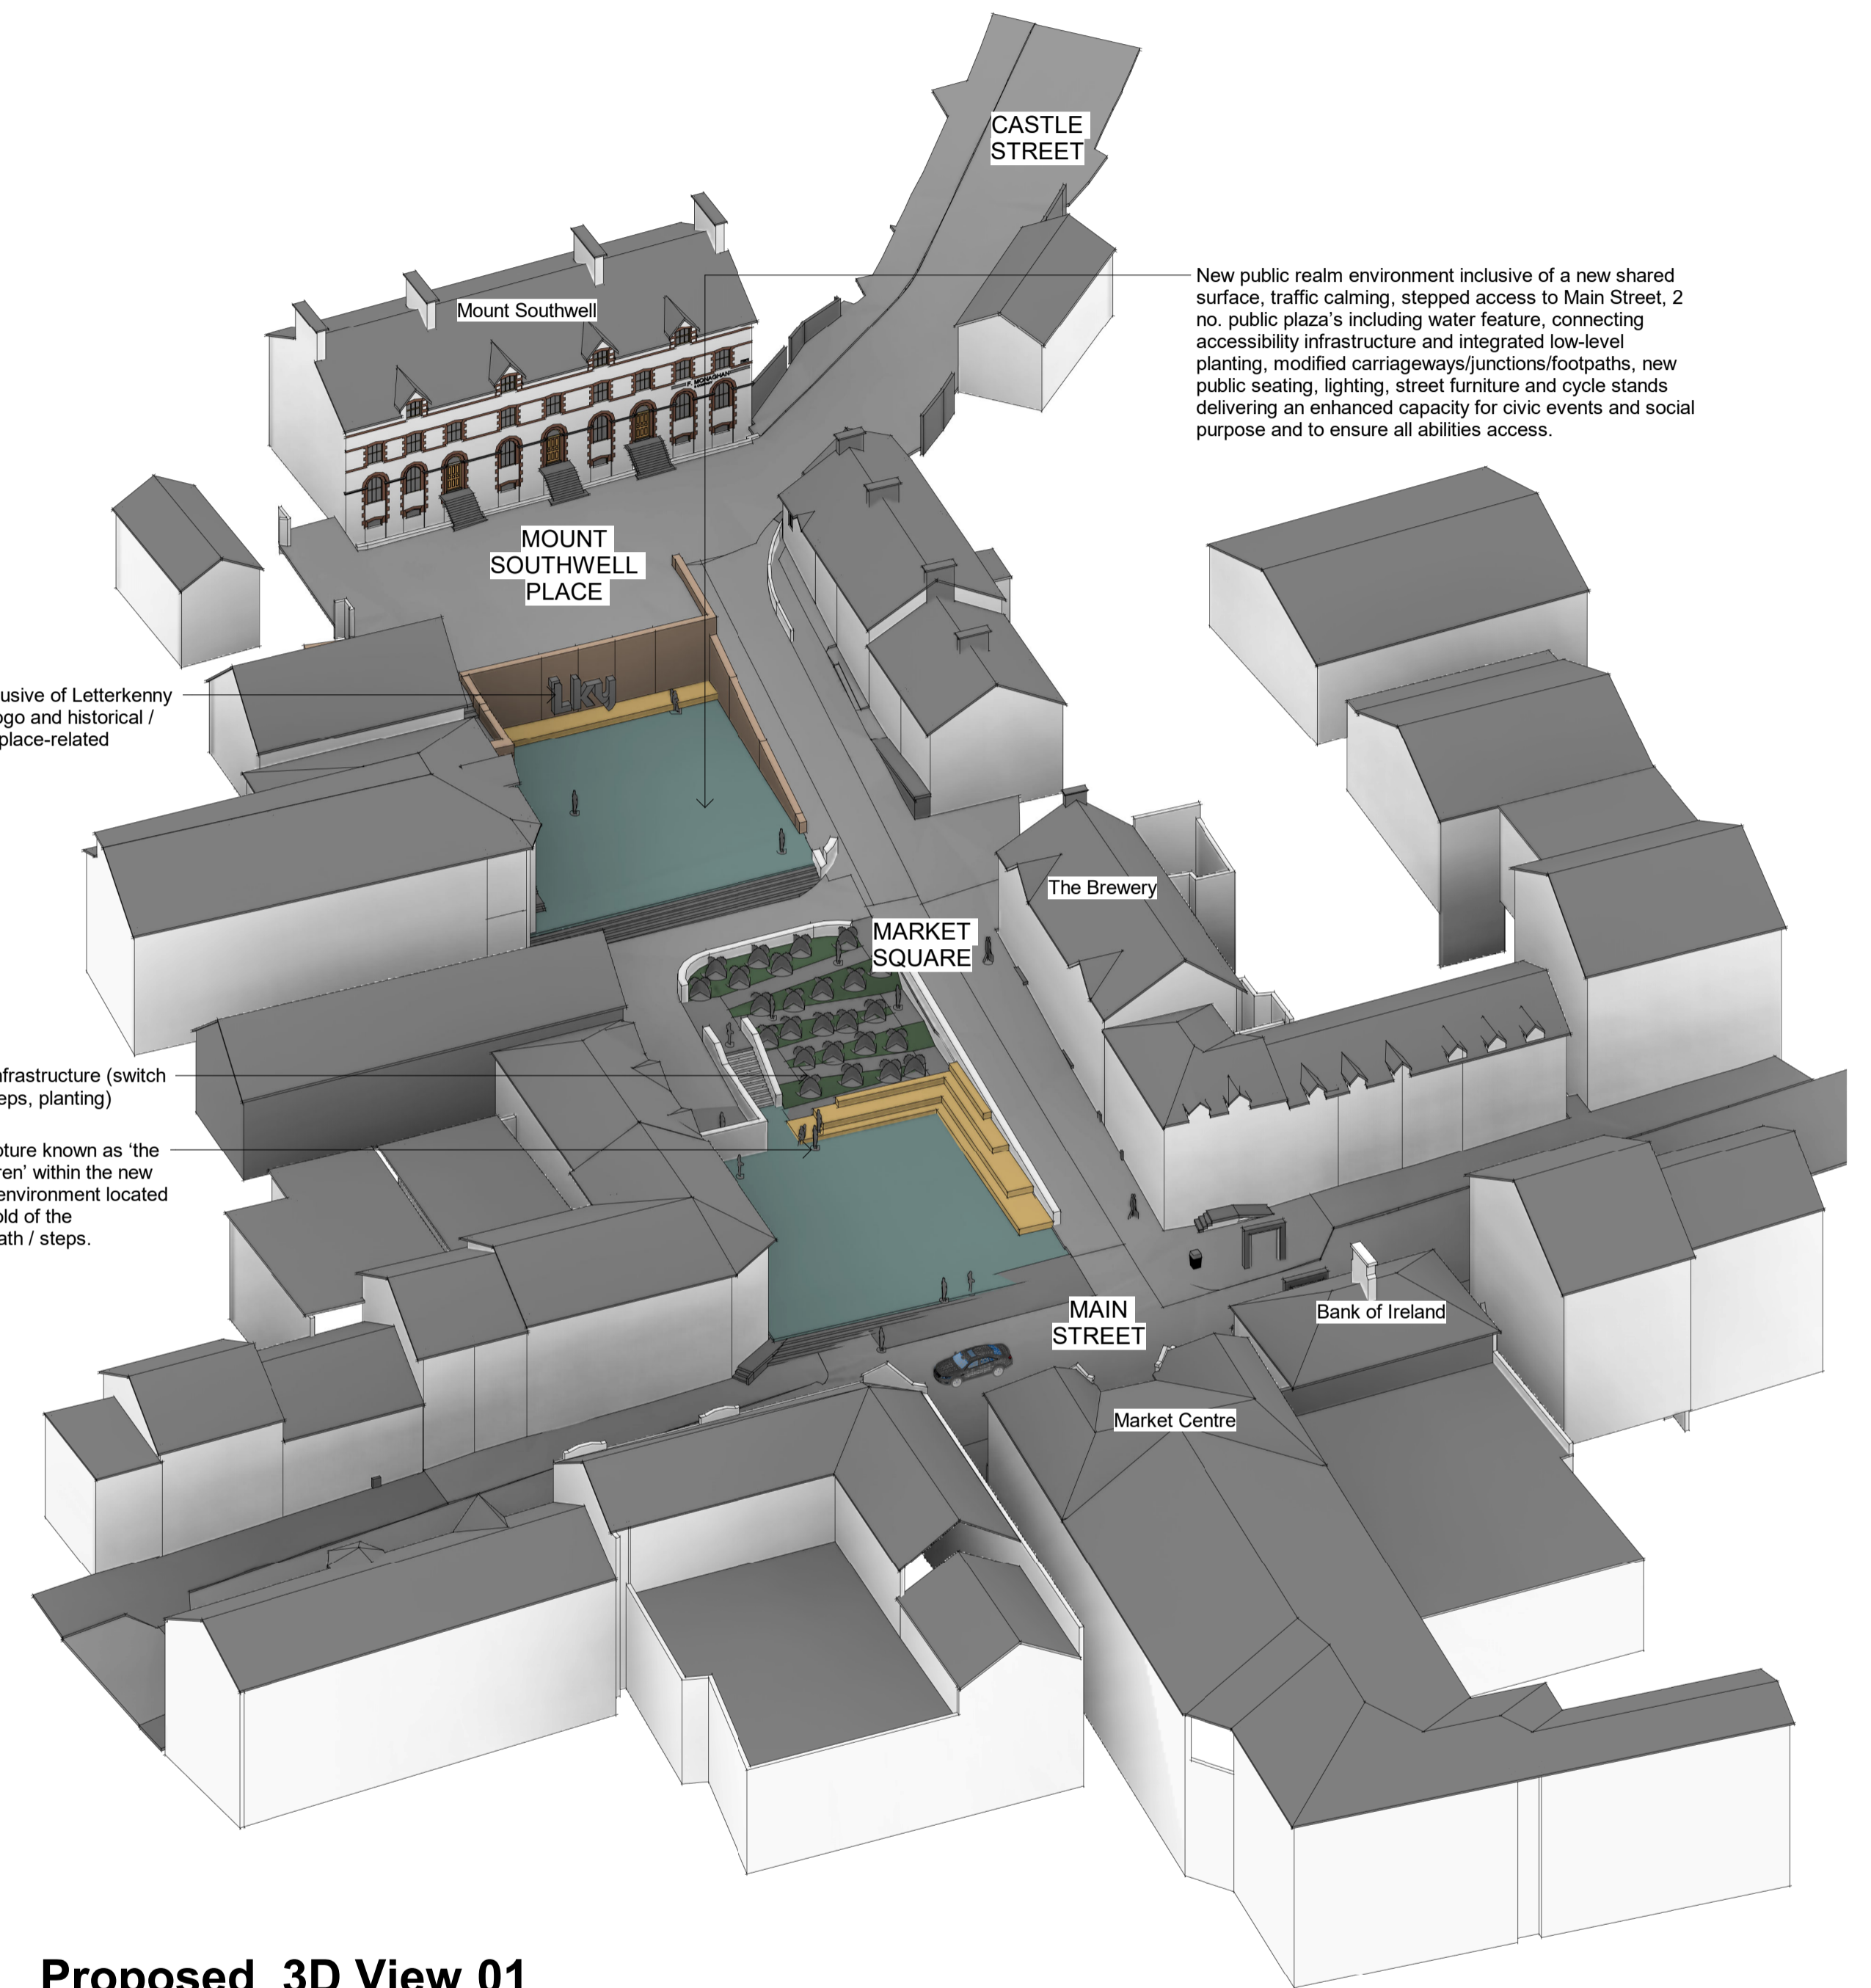 CASTLE
STREET
New public realm environment inclusive of a new shared
surface, traffic calming, stepped access to Main Street, 2
no. public plaza's including water feature, connecting
accessibility infrastructure and integrated low-level
planting, modified carriageways/junctions/footpaths, new
public seating, lighting, street furniture and cycle stands
delivering an enhanced capacity for civic events and social
purpose and to ensure all abilities access.
Mount Southwell
F. MONAGHAN
MOUNT
SOUTHWELL
PLACE
usive of Letterkenny
ogo and historical /
place-related
Lky
The Brewery
MARKET
SQUARE
nfrastructure (switch
eps, planting)
pture known as 'the
ren' within the new
environment located
old of the
ath / steps.
MAIN
STREET
Bank of Ireland
Market Centre
Proposed 3D View 01